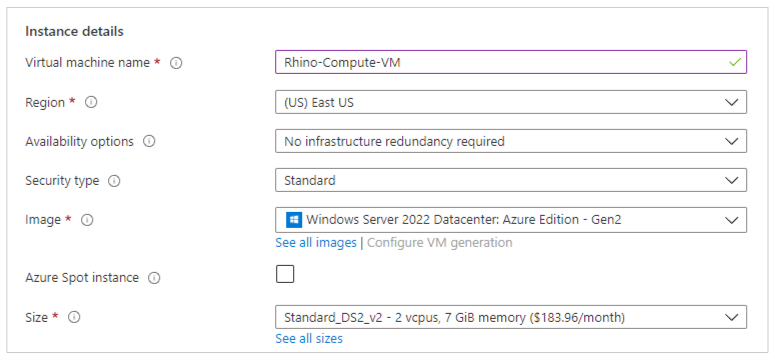 Instance details
Virtual machine name * Rhino-Compute-VM
Region * (US) East US
Availability options No infrastructure redundancy required
Security type Standard
Image * Windows Server 2022 Datacenter: Azure Edition - Gen2
See all images | Configure VM generation
Azure Spot instance
Size * Standard_DS2_v2 - 2 vcpus, 7 GiB memory ($183.96/month)
See all sizes